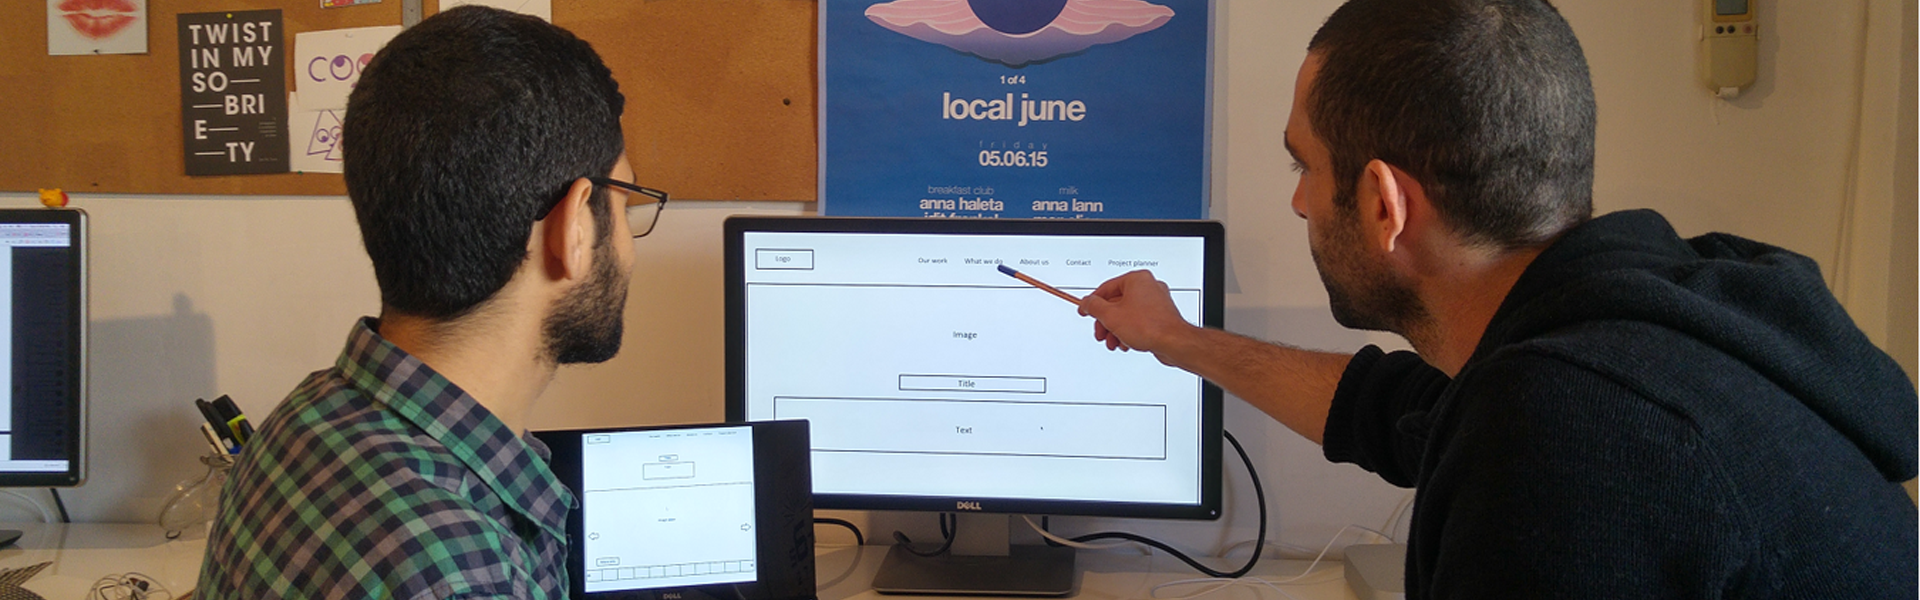 TWIST
IN MY
SO—
—BRI
E—
—TY
1 of 4
local june
friday
05.06.15
breakfast club
anna haleta
milk
anna lann
Logo
Our work
What we do
About us
Contact
Project planner
Image
Title
Text
DELL
DELL